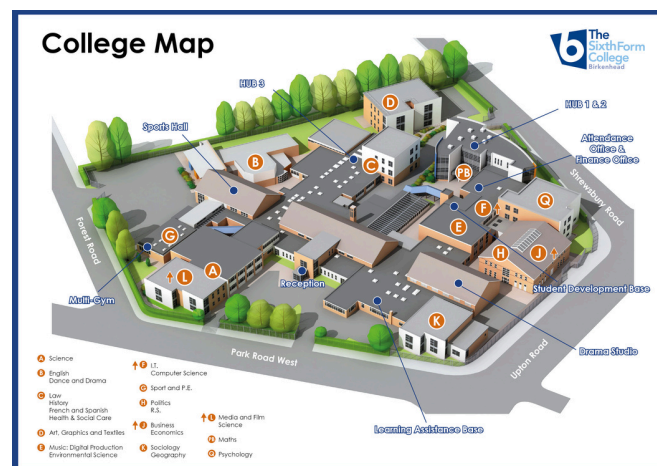 College Map
The
SixthForm
College
Birkenhead
HUB 3
D
HUB 1 & 2
Sports Hall
Attendance
Office &
Finance Office
B
C
PB
Shrewsbury Road
Q
F
E
Forest Road
G
H
J
A
L
Reception
Student Development Base
Multi-Gym
K
Drama Studio
Park Road West
Upton Road
Learning Assistance Base
A Science
B English
Dance and Drama
C Law
History
French and Spanish
Health & Social Care
D Art, Graphics and Textiles
E Music: Digital Production
Environmental Science
F I.T.
Computer Science
G Sport and P.E.
H Politics
R.S.
J Business
Economics
K Sociology
Geography
L Media and Film
Science
PB Maths
Q Psychology